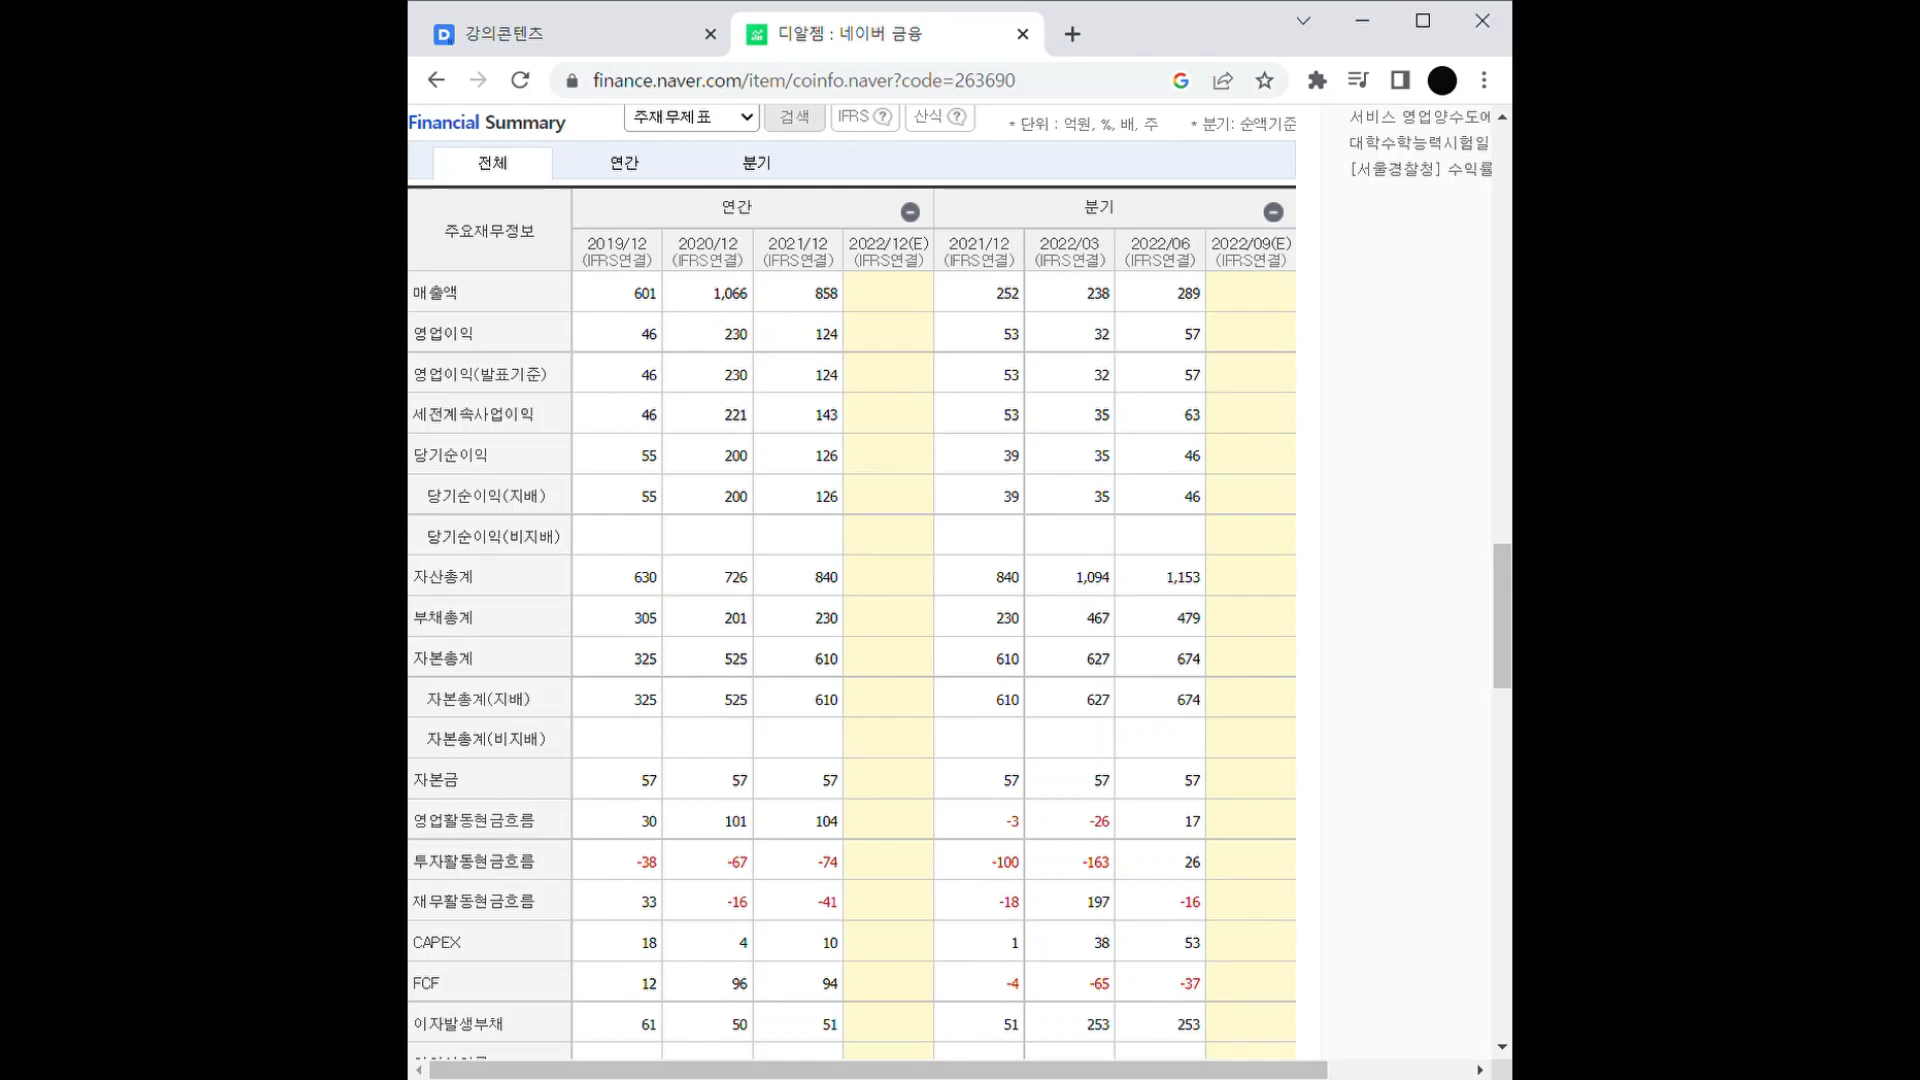 강의콘텐츠
디알젬 : 네이버 금융
finance.naver.com/item/coinfo.naver?code=263690
Financial Summary 주재무제표 검색 IFRS ? 산식 ? * 단위 : 억원, %, 배, 주 * 분기: 순액기준
서비스 영업양수도에
대학수학능력시험일
[서울경찰청] 수익률
전체 연간 분기
주요재무정보 연간 분기
2019/12 2020/12 2021/12 2022/12(E) 2021/12 2022/03 2022/06 2022/09(E)
(IFRS연결) (IFRS연결) (IFRS연결) (IFRS연결) (IFRS연결) (IFRS연결) (IFRS연결) (IFRS연결)
매출액 601 1,066 858 252 238 289
영업이익 46 230 124 53 32 57
영업이익(발표기준) 46 230 124 53 32 57
세전계속사업이익 46 221 143 53 35 63
당기순이익 55 200 126 39 35 46
당기순이익(지배) 55 200 126 39 35 46
당기순이익(비지배)
자산총계 630 726 840 840 1,094 1,153
부채총계 305 201 230 230 467 479
자본총계 325 525 610 610 627 674
자본총계(지배) 325 525 610 610 627 674
자본총계(비지배)
자본금 57 57 57 57 57 57
영업활동현금흐름 30 101 104 -3 -26 17
투자활동현금흐름 -38 -67 -74 -100 -163 26
재무활동현금흐름 33 -16 -41 -18 197 -16
CAPEX 18 4 10 1 38 53
FCF 12 96 94 -4 -65 -37
이자발생부채 61 50 51 51 253 253